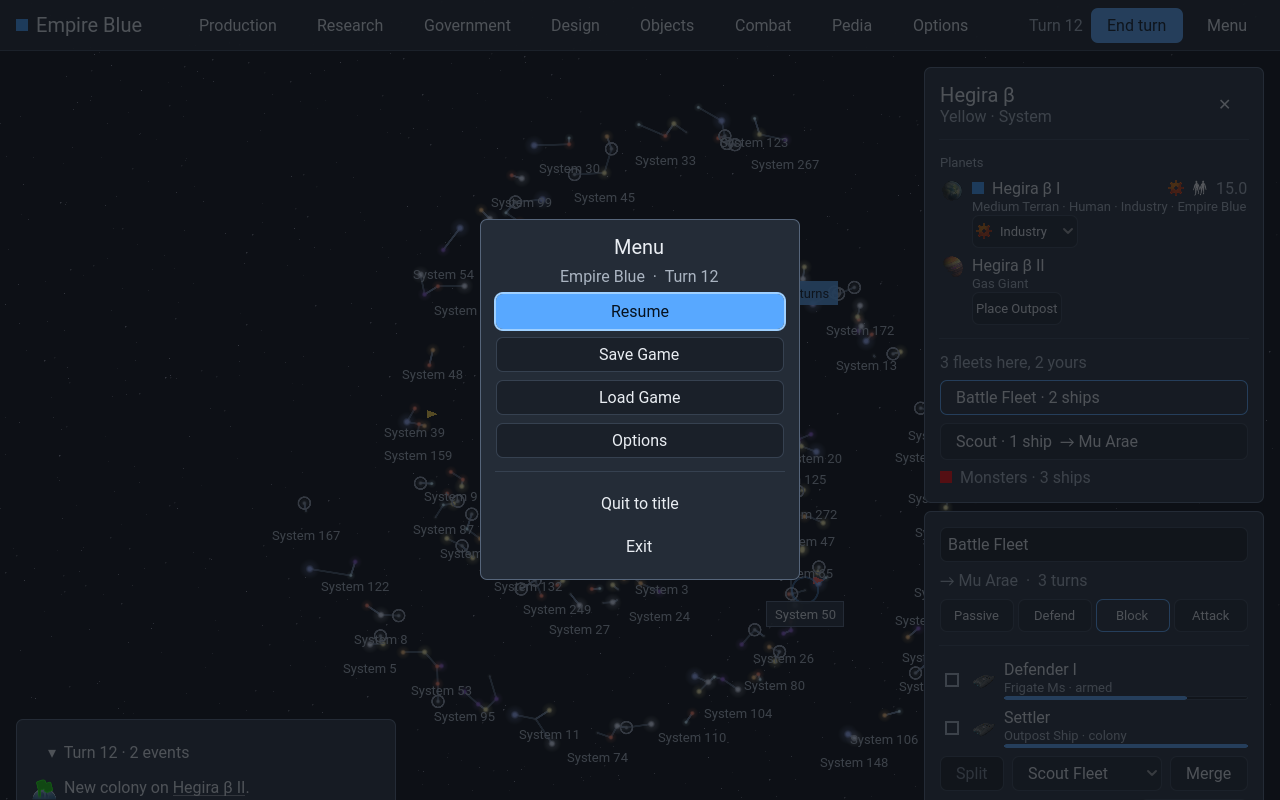 Empire Blue
Production
Research
Government
Design
Objects
Combat
Pedia
Options
Turn 12
End turn
Menu
System 123
System 33
System 267
System 30
System 45
System 99
System 54
System
System 172
System 13
System 48
System 39
System 159
System 9
System 87
System
System 167
System 122
System 132
System 249
System 27
System 3
System 24
System 50
System 26
System 80
System 8
System 5
System 53
System 95
System 11
System 74
System 104
System 110
System 106
System 148
turns
125
Menu
Empire Blue · Turn 12
Resume
Save Game
Load Game
Options
Quit to title
Exit
Hegira β
×
Yellow · System
Planets
Hegira β I
15.0
Medium Terran · Human · Industry · Empire Blue
Industry
Hegira β II
Gas Giant
Place Outpost
3 fleets here, 2 yours
Battle Fleet · 2 ships
Scout · 1 ship → Mu Arae
Monsters · 3 ships
Battle Fleet
→ Mu Arae · 3 turns
Passive
Defend
Block
Attack
Defender I
Frigate Ms · armed
Settler
Outpost Ship · colony
Split
Scout Fleet
Merge
▼ Turn 12 · 2 events
New colony on Hegira β II.